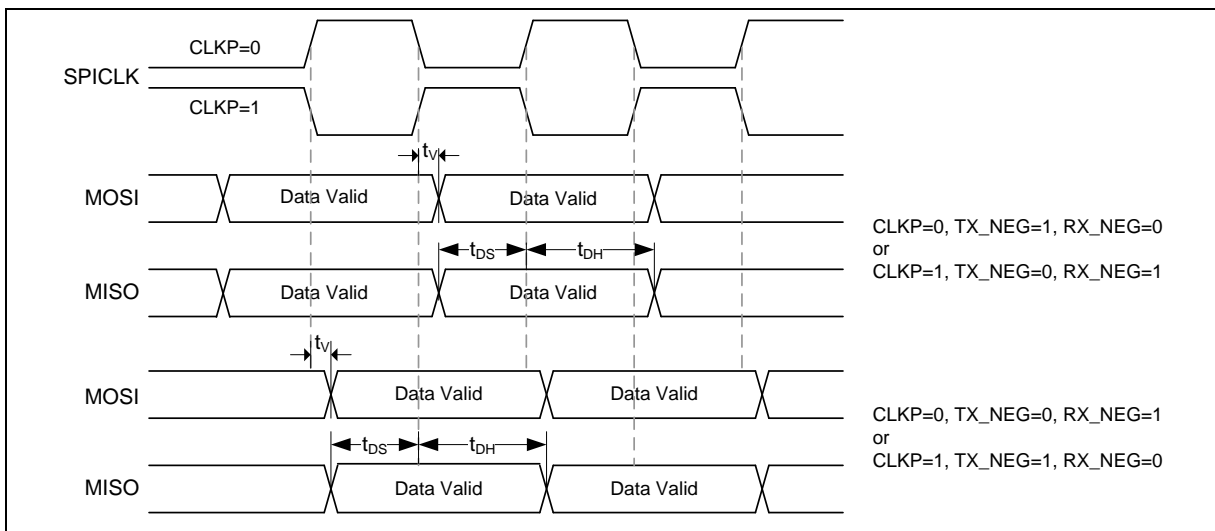 CLKP=0
SPICLK
CLKP=1
tV
MOSI
Data Valid
Data Valid
CLKP=0, TX_NEG=1, RX_NEG=0
or
CLKP=1, TX_NEG=0, RX_NEG=1
tDS
tDH
MISO
Data Valid
Data Valid
tV
MOSI
Data Valid
Data Valid
CLKP=0, TX_NEG=0, RX_NEG=1
or
CLKP=1, TX_NEG=1, RX_NEG=0
tDS
tDH
MISO
Data Valid
Data Valid